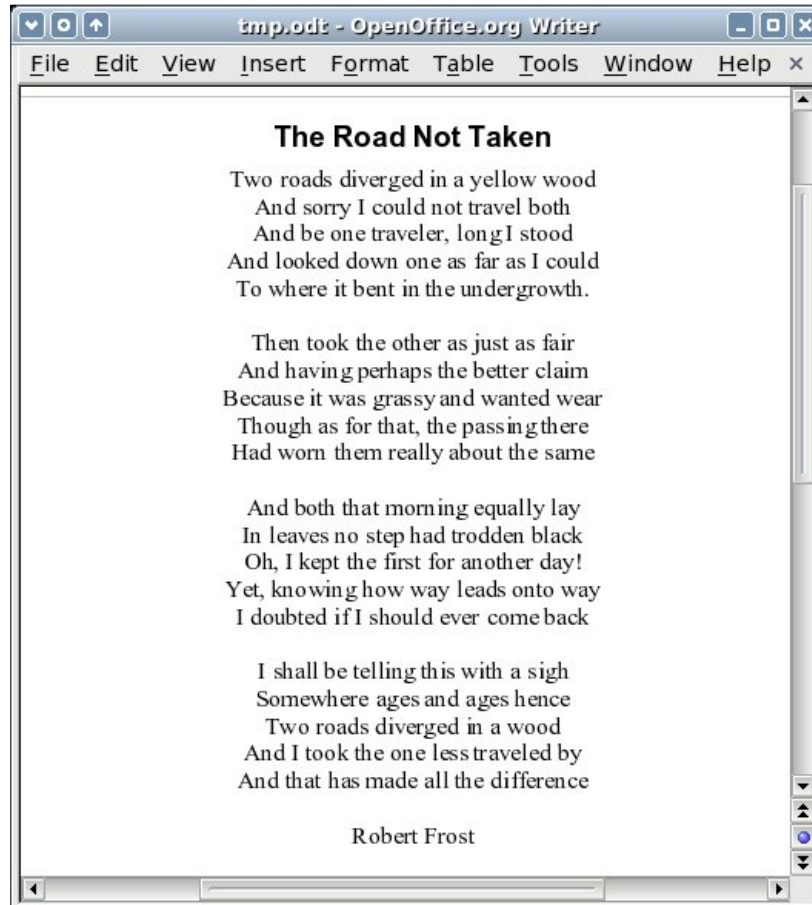 tmp.odt - OpenOffice.org Writer
File Edit View Insert Format Table Tools Window Help
The Road Not Taken
Two roads diverged in a yellow wood
And sorry I could not travel both
And be one traveler, long I stood
And looked down one as far as I could
To where it bent in the undergrowth.
Then took the other as just as fair
And having perhaps the better claim
Because it was grassy and wanted wear
Though as for that, the passing there
Had worn them really about the same
And both that morning equally lay
In leaves no step had trodden black
Oh, I kept the first for another day!
Yet, knowing how way leads onto way
I doubted if I should ever come back
I shall be telling this with a sigh
Somewhere ages and ages hence
Two roads diverged in a wood
And I took the one less traveled by
And that has made all the difference
Robert Frost